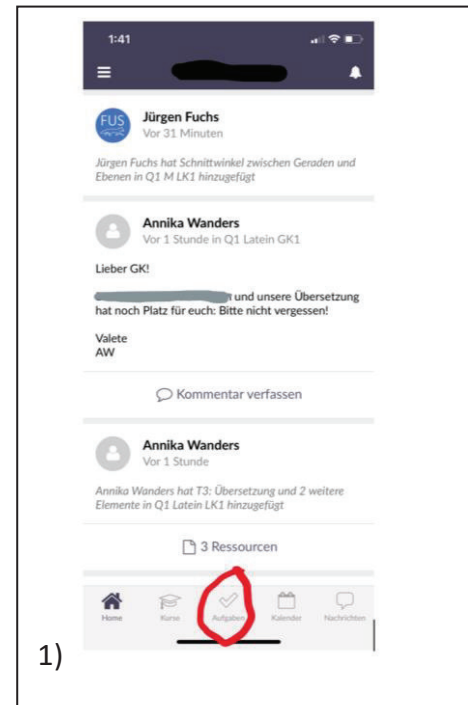 1:41
FUS
Jürgen Fuchs
Vor 31 Minuten
Jürgen Fuchs hat Schnittwinkel zwischen Geraden und
Ebenen in Q1 M LK1 hinzugefügt
Annika Wanders
Vor 1 Stunde in Q1 Latein GK1
Lieber GK!
und unsere Übersetzung
hat noch Platz für euch: Bitte nicht vergessen!
Valete
AW
Kommentar verfassen
Annika Wanders
Vor 1 Stunde
Annika Wanders hat T3: Übersetzung und 2 weitere
Elemente in Q1 Latein LK1 hinzugefügt
3 Ressourcen
Home Kurse Aufgaben Kalender Nachrichten
1)